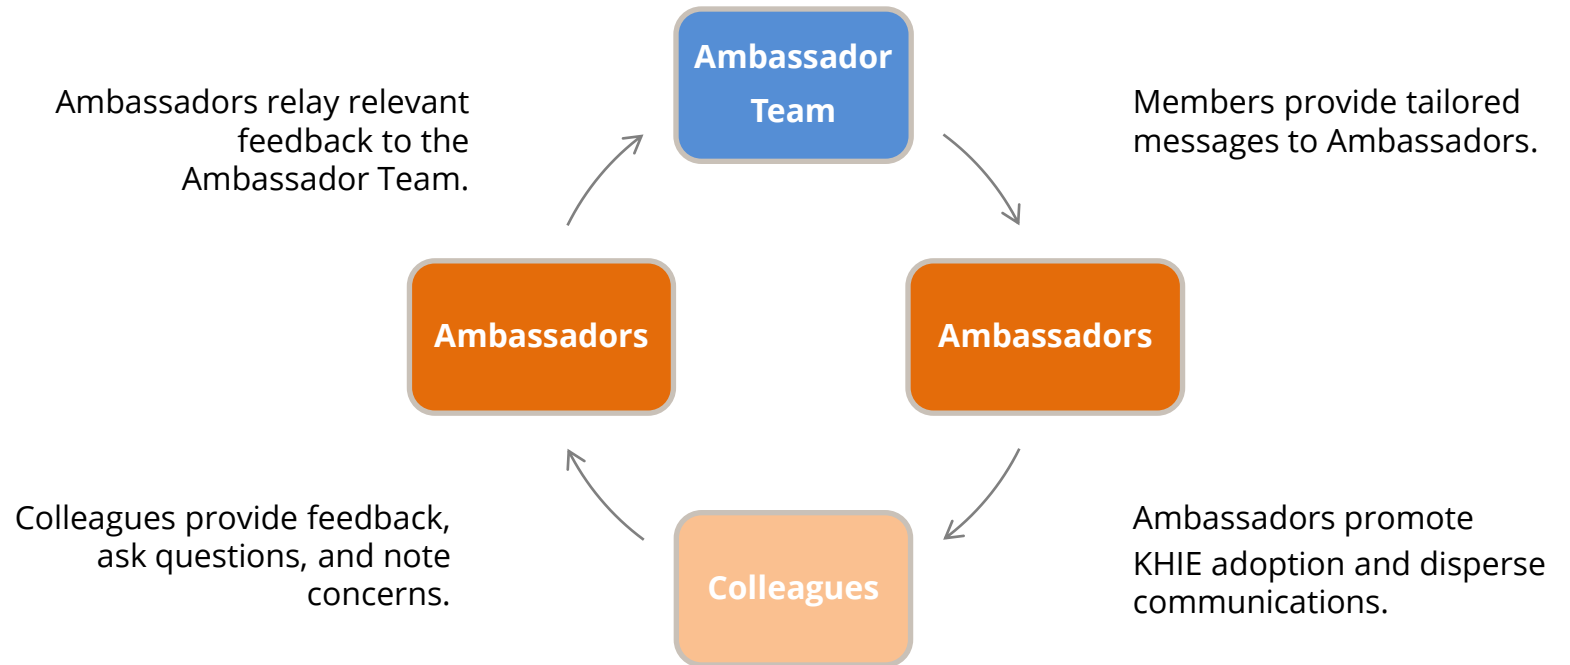 Ambassador
Team
Ambassadors relay relevant
feedback to the
Ambassador Team.
Members provide tailored
messages to Ambassadors.
Ambassadors
Ambassadors
Colleagues provide feedback,
ask questions, and note
concerns.
Colleagues
Ambassadors promote
KHIE adoption and disperse
communications.